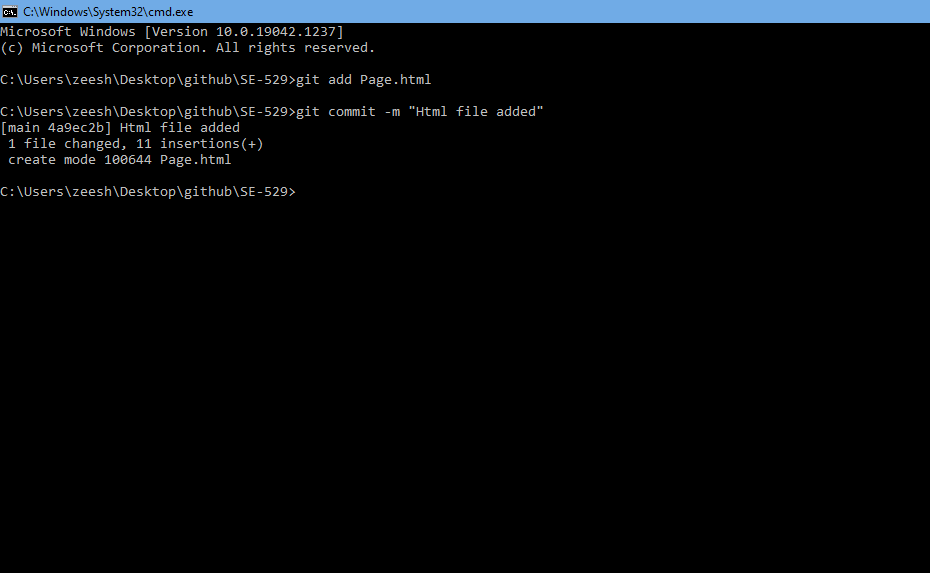 C:\Windows\System32\cmd.exe
Microsoft Windows [Version 10.0.19042.1237]
(c) Microsoft Corporation. All rights reserved.
C:\Users\zeesh\Desktop\github\SE-529>git add Page.html
C:\Users\zeesh\Desktop\github\SE-529>git commit -m "Html file added"
[main 4a9ec2b] Html file added
 1 file changed, 11 insertions(+)
 create mode 100644 Page.html
C:\Users\zeesh\Desktop\github\SE-529>